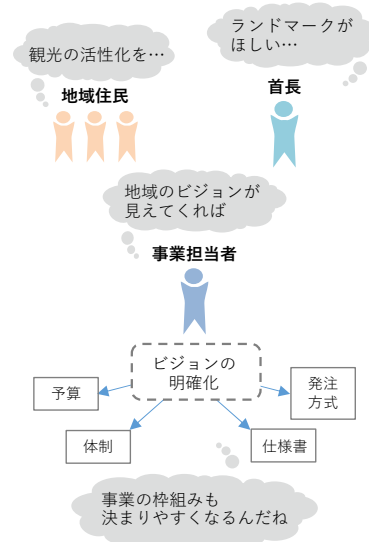 観光の活性化を…
地域住民
ランドマークが
ほしい…
首長
地域のビジョンが
見えてくれば
事業担当者
ビジョンの
明確化
予算
体制
仕様書
発注
方式
事業の枠組みも
決まりやすくなるんだね